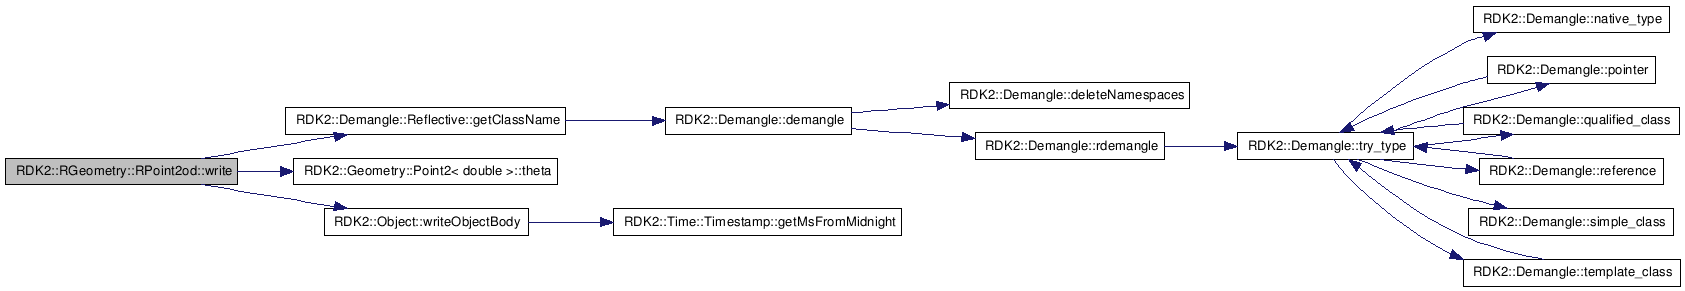 RDK2::RGeometry::RPoint2od::write
RDK2::Demangle::Reflective::getClassName
RDK2::Geometry::Point2< double >::theta
RDK2::Object::writeObjectBody
RDK2::Demangle::demangle
RDK2::Time::Timestamp::getMsFromMidnight
RDK2::Demangle::deleteNamespaces
RDK2::Demangle::rdemangle
RDK2::Demangle::try_type
RDK2::Demangle::native_type
RDK2::Demangle::pointer
RDK2::Demangle::qualified_class
RDK2::Demangle::reference
RDK2::Demangle::simple_class
RDK2::Demangle::template_class